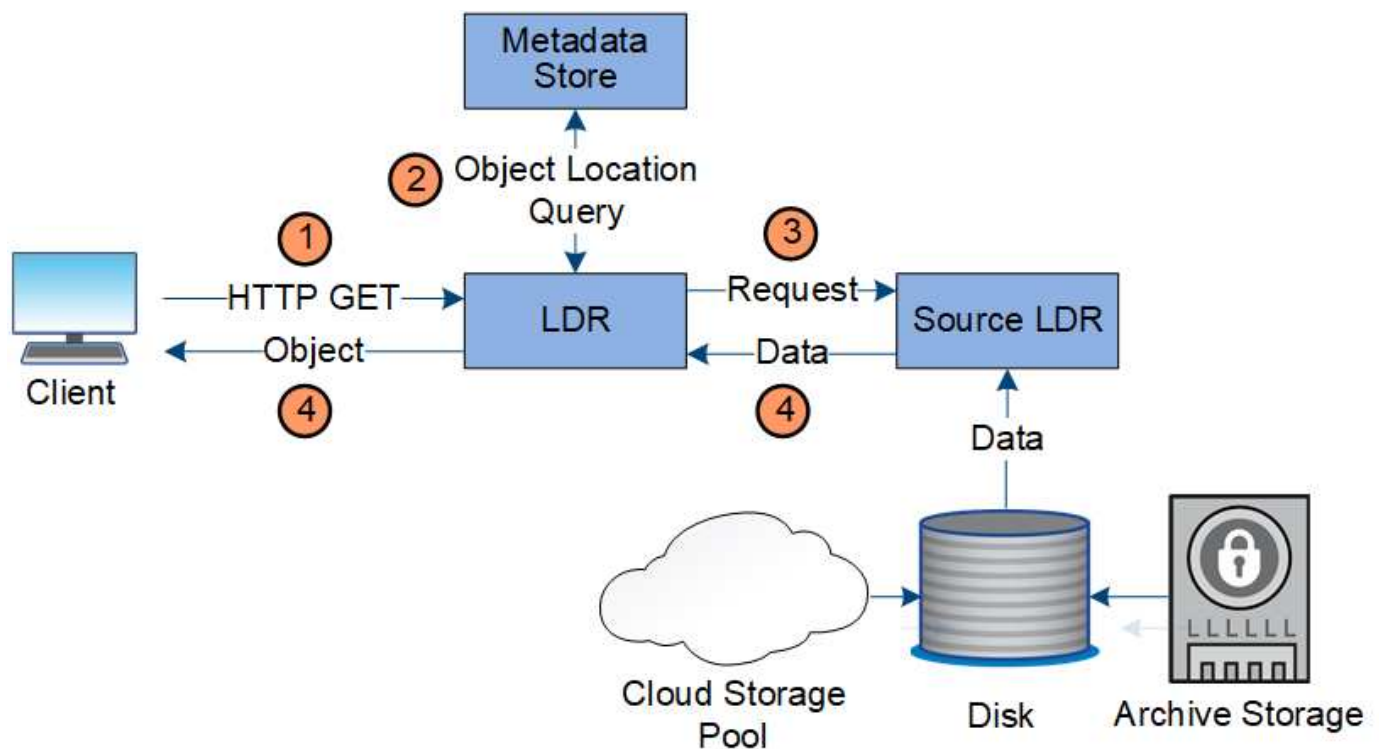 Metadata
Store
2
Object Location
Query
1
3
HTTP GET
Request
LDR
Source LDR
Object
Data
Client
4
4
Data
LLLLLL
Cloud Storage
Pool
Disk
Archive Storage